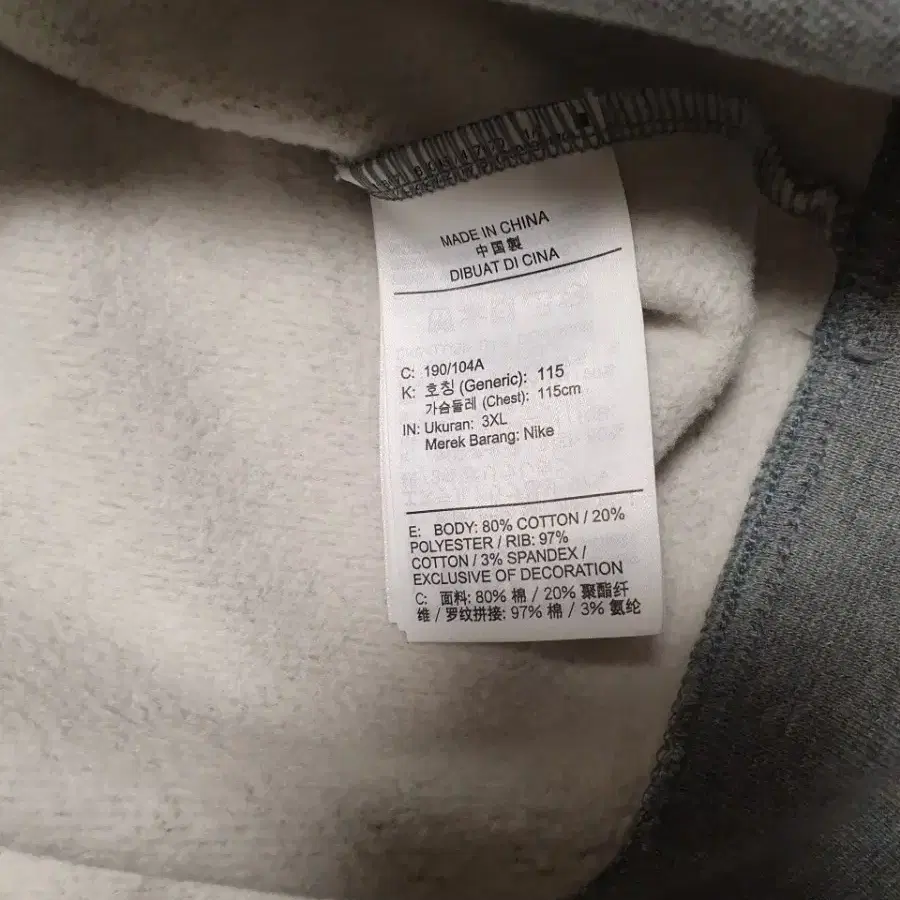 MADE IN CHINA
中国製
DIBUAT DI CINA
C: 190/104A
K: 호칭 (Generic): 115
가슴둘레 (Chest): 115cm
IN: Ukuran: 3XL
Merek Barang: Nike
E: BODY: 80% COTTON / 20%
POLYESTER / RIB: 97%
COTTON / 3% SPANDEX /
EXCLUSIVE OF DECORATION
C: 面料: 80% 棉 / 20% 聚酯纤
维 / 罗纹拼接: 97% 棉 / 3% 氨纶